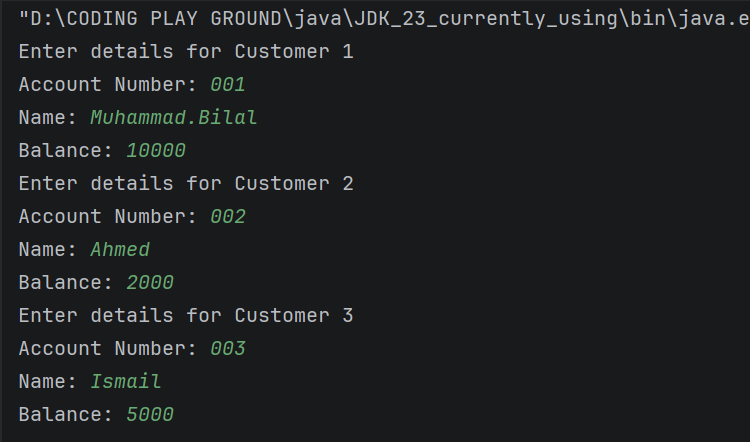 "D:\CODING PLAY GROUND\java\JDK_23_currently_using\bin\java.e
Enter details for Customer 1
Account Number: 001
Name: Muhammad.Bilal
Balance: 10000
Enter details for Customer 2
Account Number: 002
Name: Ahmed
Balance: 2000
Enter details for Customer 3
Account Number: 003
Name: Ismail
Balance: 5000